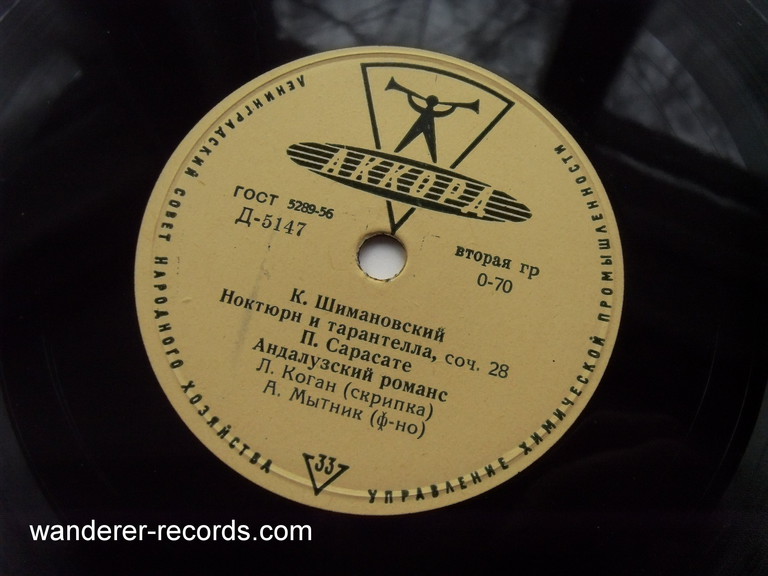 АККОРД
ГОСТ 5289-56
Д-5147
вторая гр
0-70
К. Шимановский
Ноктюрн и тарантелла, соч. 28
П. Сарасате
Андалузский романс
Л. Коган (скрипка)
А. Мытник (ф-но)
33
ЛЕНИНГРАДСКИЙ СОВЕТ НАРОДНОГО ХОЗЯЙСТВА
УПРАВЛЕНИЕ ХИМИЧЕСКОЙ ПРОМЫШЛЕННОСТИ
wanderer-records.com